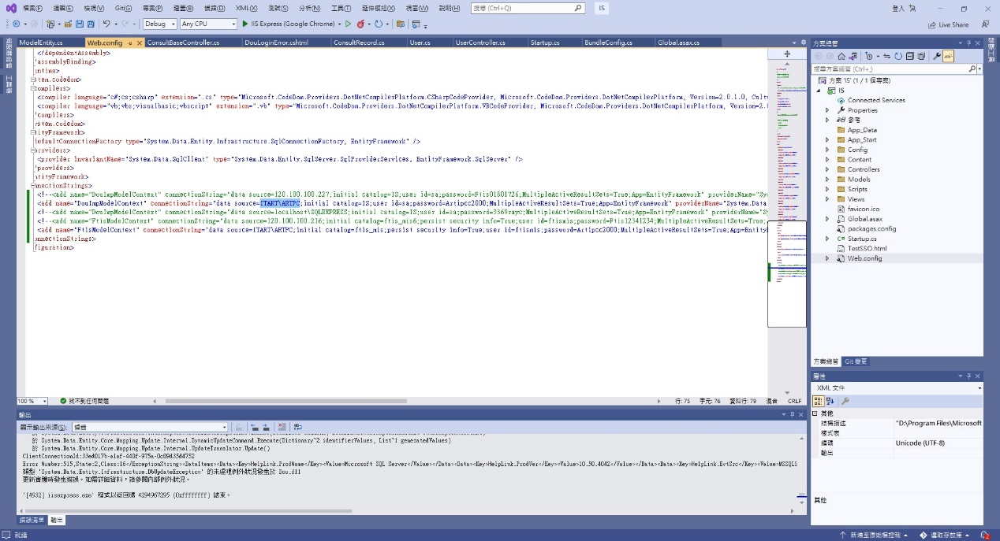 檔案(F) 編輯(E) 檢視(V) Git(G) 專案(P) 建置(B) 偵錯(D) XML(X) 測試(S) 分析(N) 工具(T) 延伸模組(X) 視窗(W) 說明(H) 搜尋 (Ctrl+Q) IS 登入
Debug Any CPU IIS Express (Google Chrome) Live Share
ModelEntity.cs Web.config ConsultBaseController.cs DouLoginError.cshtml ConsultRecord.cs User.cs UserController.cs Startup.cs BundleConfig.cs Global.asax.cs
</dependentAssembly>
assemblyBinding>
untime>
stem.codedom>
ompilers>
<compiler language="c#;cs;csharp" extension=".cs" type="Microsoft.CodeDom.Providers.DotNetCompilerPlatform.CSharpCodeProvider, Microsoft.CodeDom.Providers.DotNetCompilerPlatform, Version=2.0.1.0, Cult
<compiler language="vb;vbs;visualbasic;vbscript" extension=".vb" type="Microsoft.CodeDom.Providers.DotNetCompilerPlatform.VBCodeProvider, Microsoft.CodeDom.Providers.DotNetCompilerPlatform, Version=2.0
compilers>
stem.codedom>
ityFramework>
defaultConnectionFactory type="System.Data.Entity.Infrastructure.SqlConnectionFactory, EntityFramework" />
roviders>
<provider invariantName="System.Data.SqlClient" type="System.Data.Entity.SqlServer.SqlProviderServices, EntityFramework.SqlServer" />
providers>
ntityFramework>
nnectionStrings>
<!--<add name="DouImpModelContext" connectionString="data source=120.100.100.227;initial catalog=IS;user id=sa;password=Ftis01801726;MultipleActiveResultSets=True;App=EntityFramework" providerName="Sy
<add name="DouImpModelContext" connectionString="data source=ITART\ARTPC;initial catalog=IS;user id=sa;password=Artipcc2000;MultipleActiveResultSets=True;App=EntityFramework" providerName="System.Data
<!--<add name="DouImpModelContext" connectionString="data source=localhost\SQLEXPRESS;initial catalog=IS;user id=sa;password=3369rayc;MultipleActiveResultSets=True;App=EntityFramework" providerName="S
<!--<add name="FtisModelContext" connectionString="data source=120.100.100.216;initial catalog=ftis_mis6;persist security info=True;user id=ftismis;password=Ftis12341234;MultipleActiveResultSets=True;
<add name="FtisModelContext" connectionString="data source=ITART\ARTPC;initial catalog=ftis_mis;persist security info=True;user id=ftismis;password=Artipcc2000;MultipleActiveResultSets=True;App=Entity
onnectionStrings>
figuration>
100 % 找不到任何問題 行: 75 字元: 76 資料行: 79 混合 CRLF
輸出
顯示輸出來源(S): 偵錯
於 System.Data.Entity.Core.Mapping.Update.Internal.DynamicUpdateCommand.Execute(Dictionary`2 identifierValues, List`1 generatedValues)
於 System.Data.Entity.Core.Mapping.Update.Internal.UpdateTranslator.Update()
ClientConnectionId:33ed017b-a1af-440f-975a-0c89d35d4752
Error Number:515,State:2,Class:16</ExceptionString><DataItems><Data><Key>HelpLink.ProdName</Key><Value>Microsoft SQL Server</Value></Data><Data><Key>HelpLink.ProdVer</Key><Value>10.50.4042</Value></Data><Data><Key>HelpLink.EvtSrc</Key><Value>MSSQLS
類型 'System.Data.Entity.Infrastructure.DbUpdateException' 的未處理例外狀況發生於 Dou.dll
更新實體時發生錯誤。如需詳細資料，請參閱內部例外狀況。
'[4932] iisexpress.exe' 程式以返回碼 4294967295 (0xffffffff) 結束。
錯誤清單 輸出
就緒 新增至原始檔控制 選取存放庫 2
方案總管
搜尋方案總管 (Ctrl+;)
方案 'IS' (1 / 1 個專案)
IS
Connected Services
Properties
參考
App_Data
App_Start
Config
Content
Controllers
Models
Scripts
Views
favicon.ico
Global.asax
packages.config
Startup.cs
TestSSO.html
Web.config
方案總管 Git 變更
屬性
XML 文件
其他
結構描述 "D:\Program Files\Microsoft
樣式表
編碼 Unicode (UTF-8)
輸出
其他